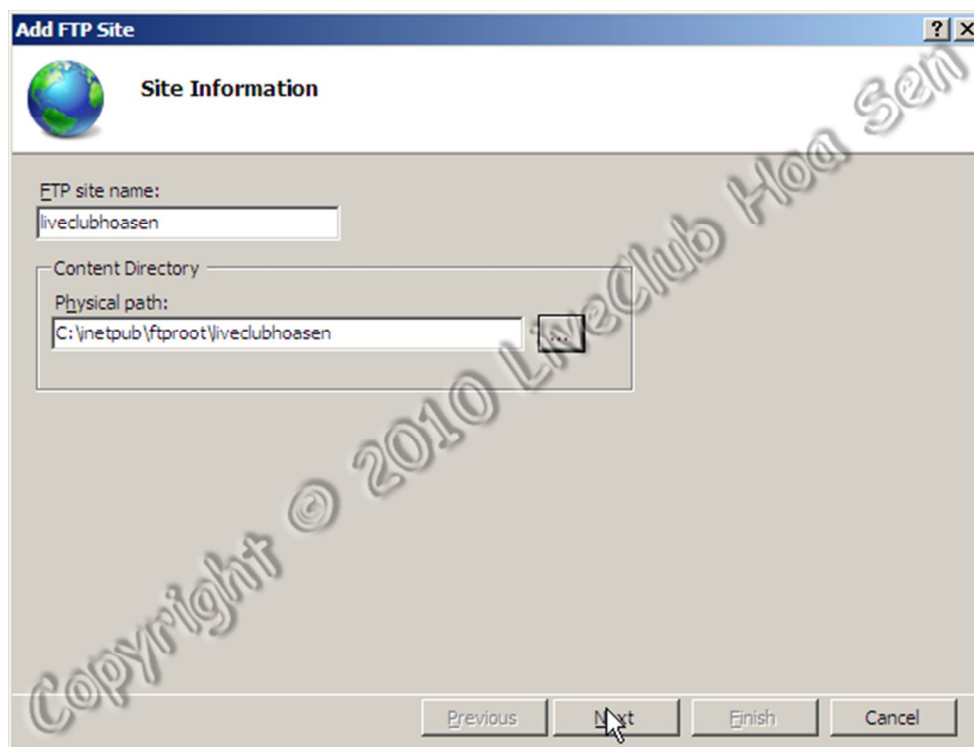 Add FTP Site
Site Information
FTP site name:
liveclubhoasen
Content Directory
Physical path:
C:\inetpub\ftproot\liveclubhoasen
...
Previous
Next
Finish
Cancel
Copyright © 2010 LiveClub Hoa Sen